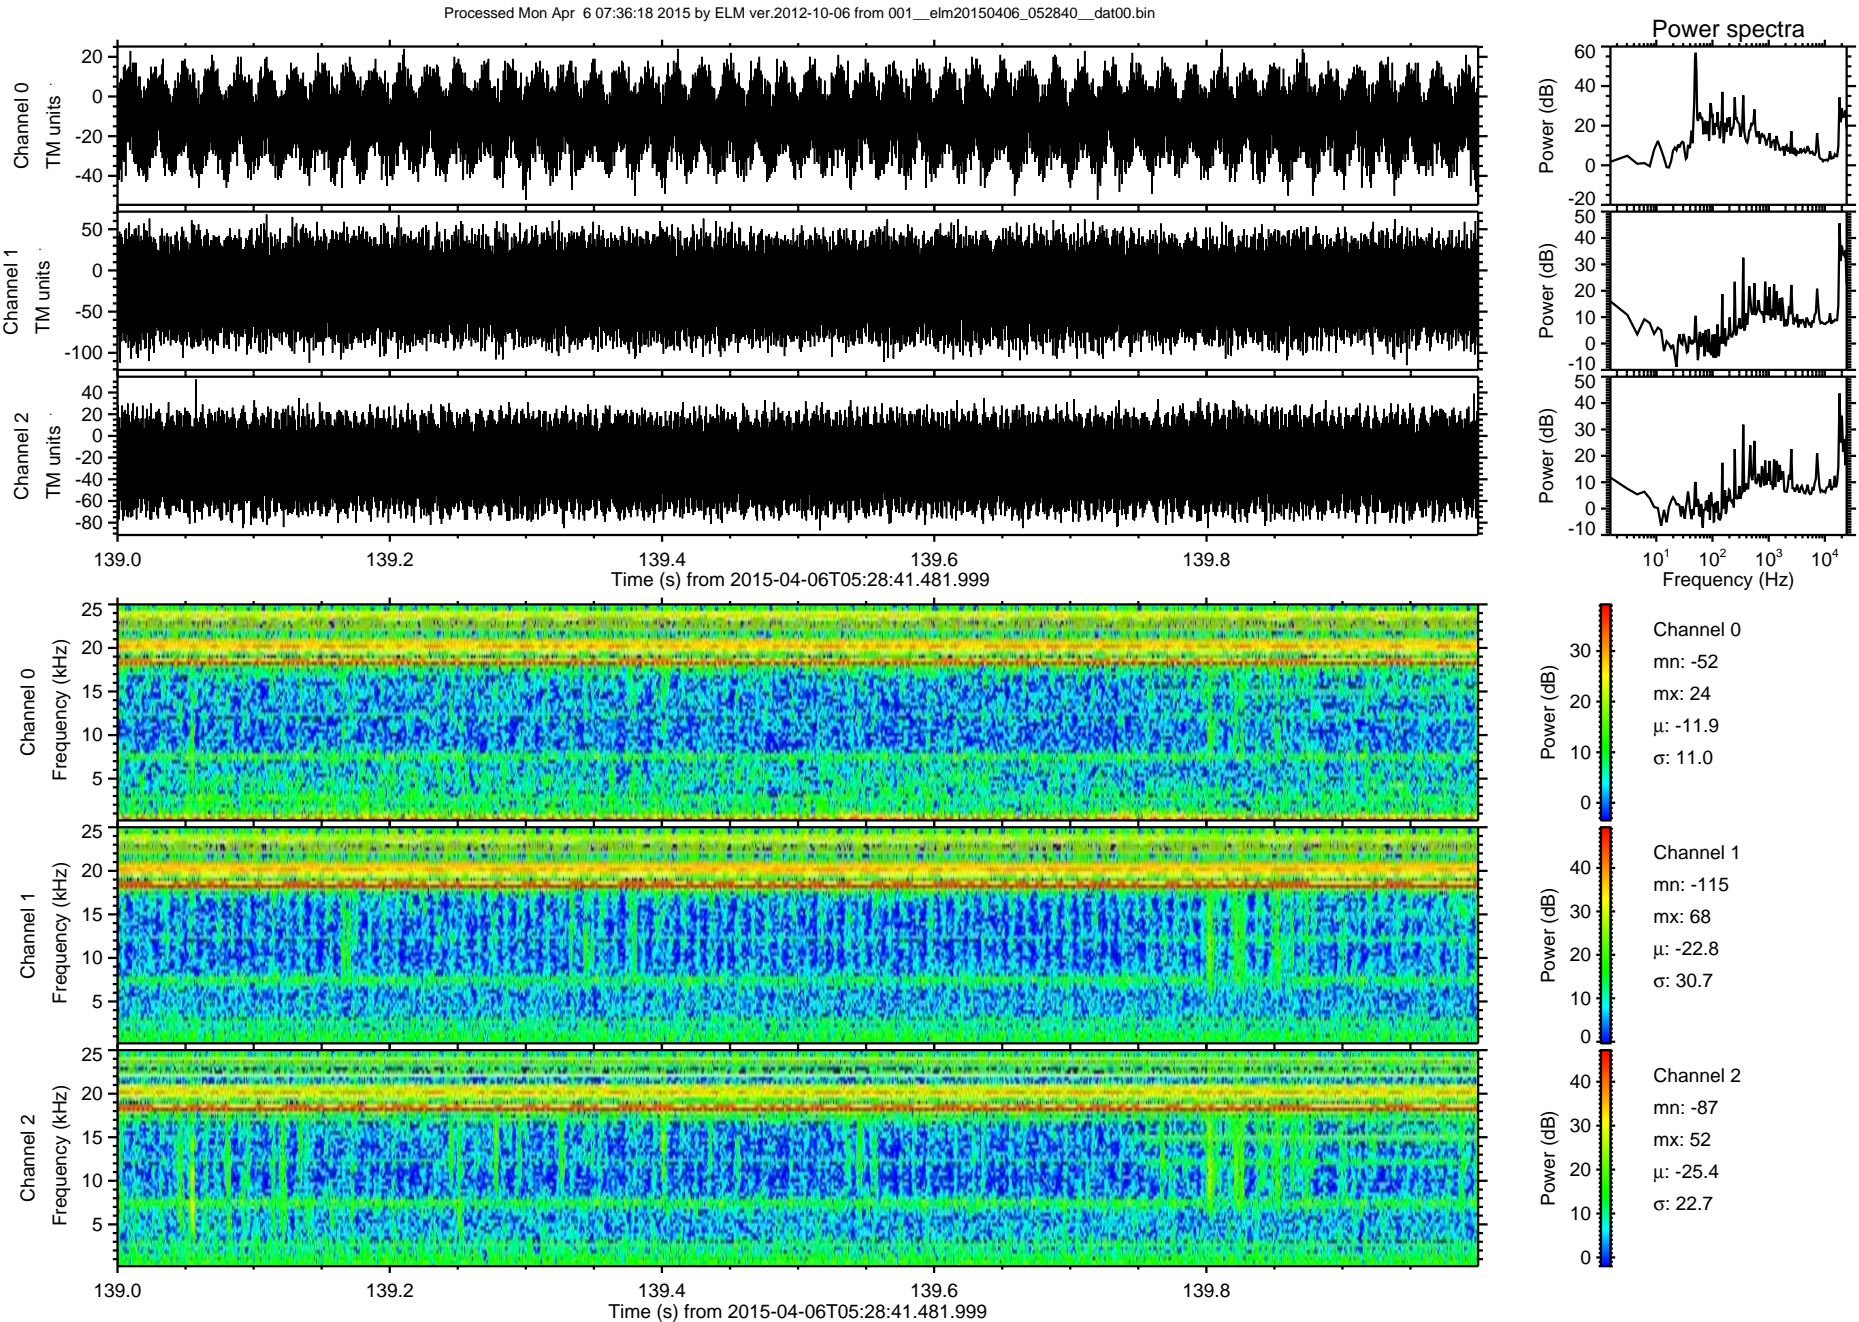 Processed Mon Apr  6 07:36:18 2015 by ELM ver.2012-10-06 from 001__elm20150406_052840__dat00.bin
Power spectra
Channel 0
TM units
20
0
-20
-40
Power (dB)
60
40
20
0
-20
Channel 1
TM units
50
0
-50
-100
Power (dB)
50
40
30
20
10
0
-10
Channel 2
TM units
40
20
0
-20
-40
-60
-80
Power (dB)
50
40
30
20
10
0
-10
139.0 139.2 139.4 139.6 139.8
Time (s) from 2015-04-06T05:28:41.481.999
10¹ 10² 10³ 10⁴
Frequency (Hz)
Channel 0
Frequency (kHz)
25
20
15
10
5
Power (dB)
30
20
10
0
Channel 0
mn: -52
mx: 24
μ: -11.9
σ: 11.0
Channel 1
Frequency (kHz)
25
20
15
10
5
Power (dB)
40
30
20
10
0
Channel 1
mn: -115
mx: 68
μ: -22.8
σ: 30.7
Channel 2
Frequency (kHz)
25
20
15
10
5
Power (dB)
40
30
20
10
0
Channel 2
mn: -87
mx: 52
μ: -25.4
σ: 22.7
139.0 139.2 139.4 139.6 139.8
Time (s) from 2015-04-06T05:28:41.481.999